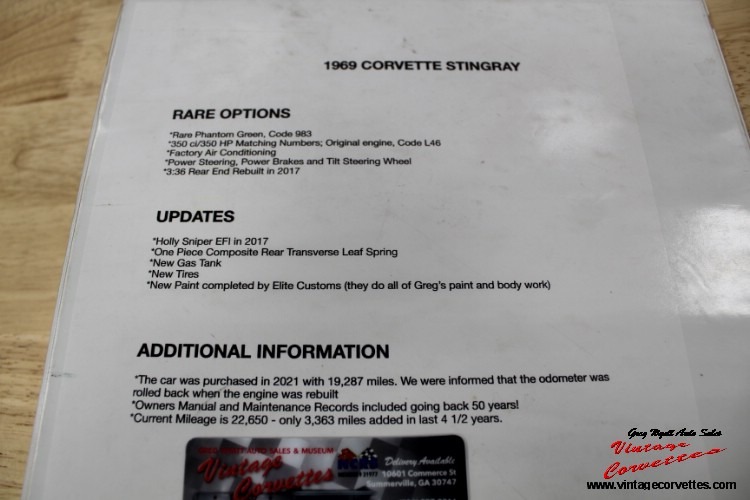 1969 CORVETTE STINGRAY
RARE OPTIONS
*Rare Phantom Green, Code 983
*350 ci/350 HP Matching Numbers; Original engine, Code L46
*Factory Air Conditioning
*Power Steering, Power Brakes and Tilt Steering Wheel
*3:36 Rear End Rebuilt in 2017
UPDATES
*Holly Sniper EFI in 2017
*One Piece Composite Rear Transverse Leaf Spring
*New Gas Tank
*New Tires
*New Paint completed by Elite Customs (they do all of Greg's paint and body work)
ADDITIONAL INFORMATION
*The car was purchased in 2021 with 19,287 miles. We were informed that the odometer was
rolled back when the engine was rebuilt
*Owners Manual and Maintenance Records included going back 50 years!
*Current Mileage is 22,650 - only 3,363 miles added in last 4 1/2 years.
AUTO SALES & MUSEUM
Vintage
Corvettes
Delivery Available
10601 Commerce St
Summerville, GA 30747
Greg Wyatt Auto Sales
Vintage
Corvettes
www.vintagecorvettes.com